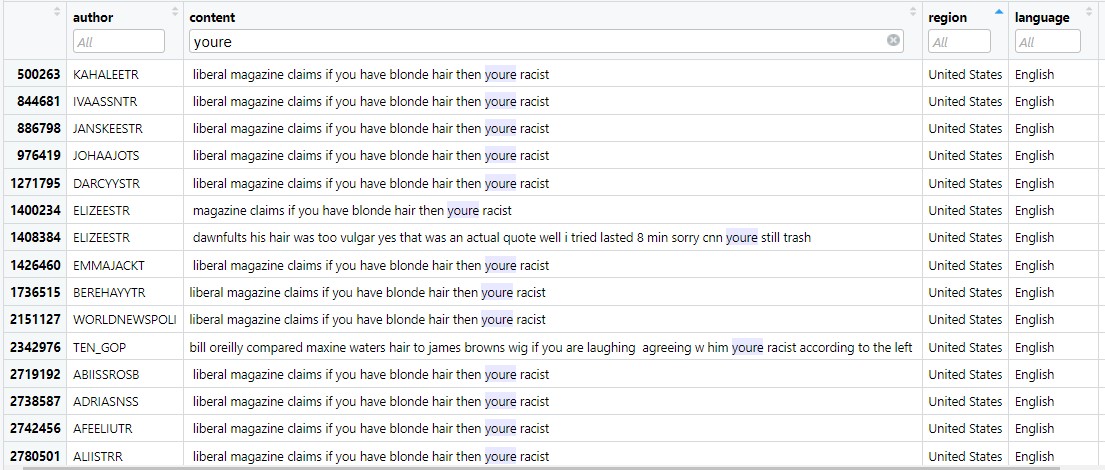 author content region language
All youre All All
500263 KAHALEETR liberal magazine claims if you have blonde hair then youre racist United States English
844681 IVAASSNTR liberal magazine claims if you have blonde hair then youre racist United States English
886798 JANSKEESTR liberal magazine claims if you have blonde hair then youre racist United States English
976419 JOHAAJOTS liberal magazine claims if you have blonde hair then youre racist United States English
1271795 DARCYYSTR liberal magazine claims if you have blonde hair then youre racist United States English
1400234 ELIZEESTR magazine claims if you have blonde hair then youre racist United States English
1408384 ELIZEESTR dawnfults his hair was too vulgar yes that was an actual quote well i tried lasted 8 min sorry cnn youre still trash United States English
1426460 EMMAJACKT liberal magazine claims if you have blonde hair then youre racist United States English
1736515 BEREHAYYTR liberal magazine claims if you have blonde hair then youre racist United States English
2151127 WORLDNEWSPOLI liberal magazine claims if you have blonde hair then youre racist United States English
2342976 TEN_GOP bill oreilly compared maxine waters hair to james browns wig if you are laughing agreeing w him youre racist according to the left United States English
2719192 ABIISSROSB liberal magazine claims if you have blonde hair then youre racist United States English
2738587 ADRIASNSS liberal magazine claims if you have blonde hair then youre racist United States English
2742456 AFEELIUTR liberal magazine claims if you have blonde hair then youre racist United States English
2780501 ALIISTRR liberal magazine claims if you have blonde hair then youre racist United States English